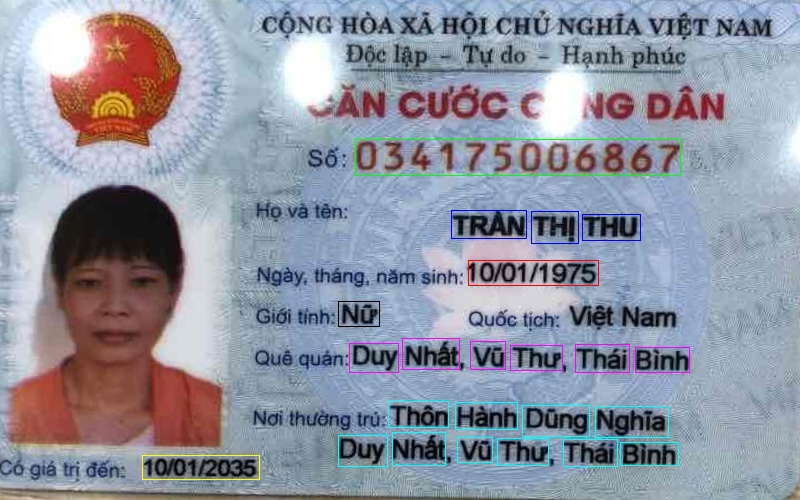 CỘNG HÒA XÃ HỘI CHỦ NGHĨA VIỆT NAM
Độc lập - Tự do - Hạnh phúc
CĂN CƯỚC CÔNG DÂN
VIỆT NAM
Số: 034175006867
Họ và tên:
TRẦN THỊ THU
Ngày, tháng, năm sinh: 10/01/1975
Giới tính: Nữ Quốc tịch: Việt Nam
Quê quán: Duy Nhất, Vũ Thư, Thái Bình
Nơi thường trú: Thôn Hành Dũng Nghĩa
Duy Nhất, Vũ Thư, Thái Bình
Có giá trị đến: 10/01/2035